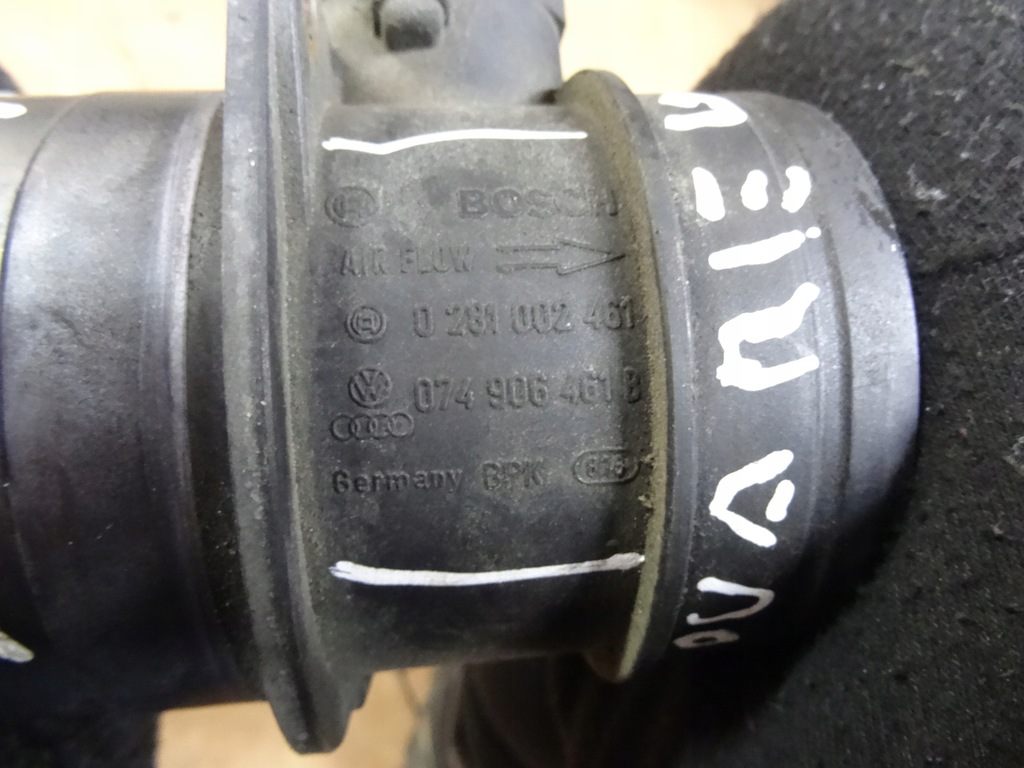 BOSCH
AIR FLOW
0 281 002 461
074 906 461 B
Germany BPK